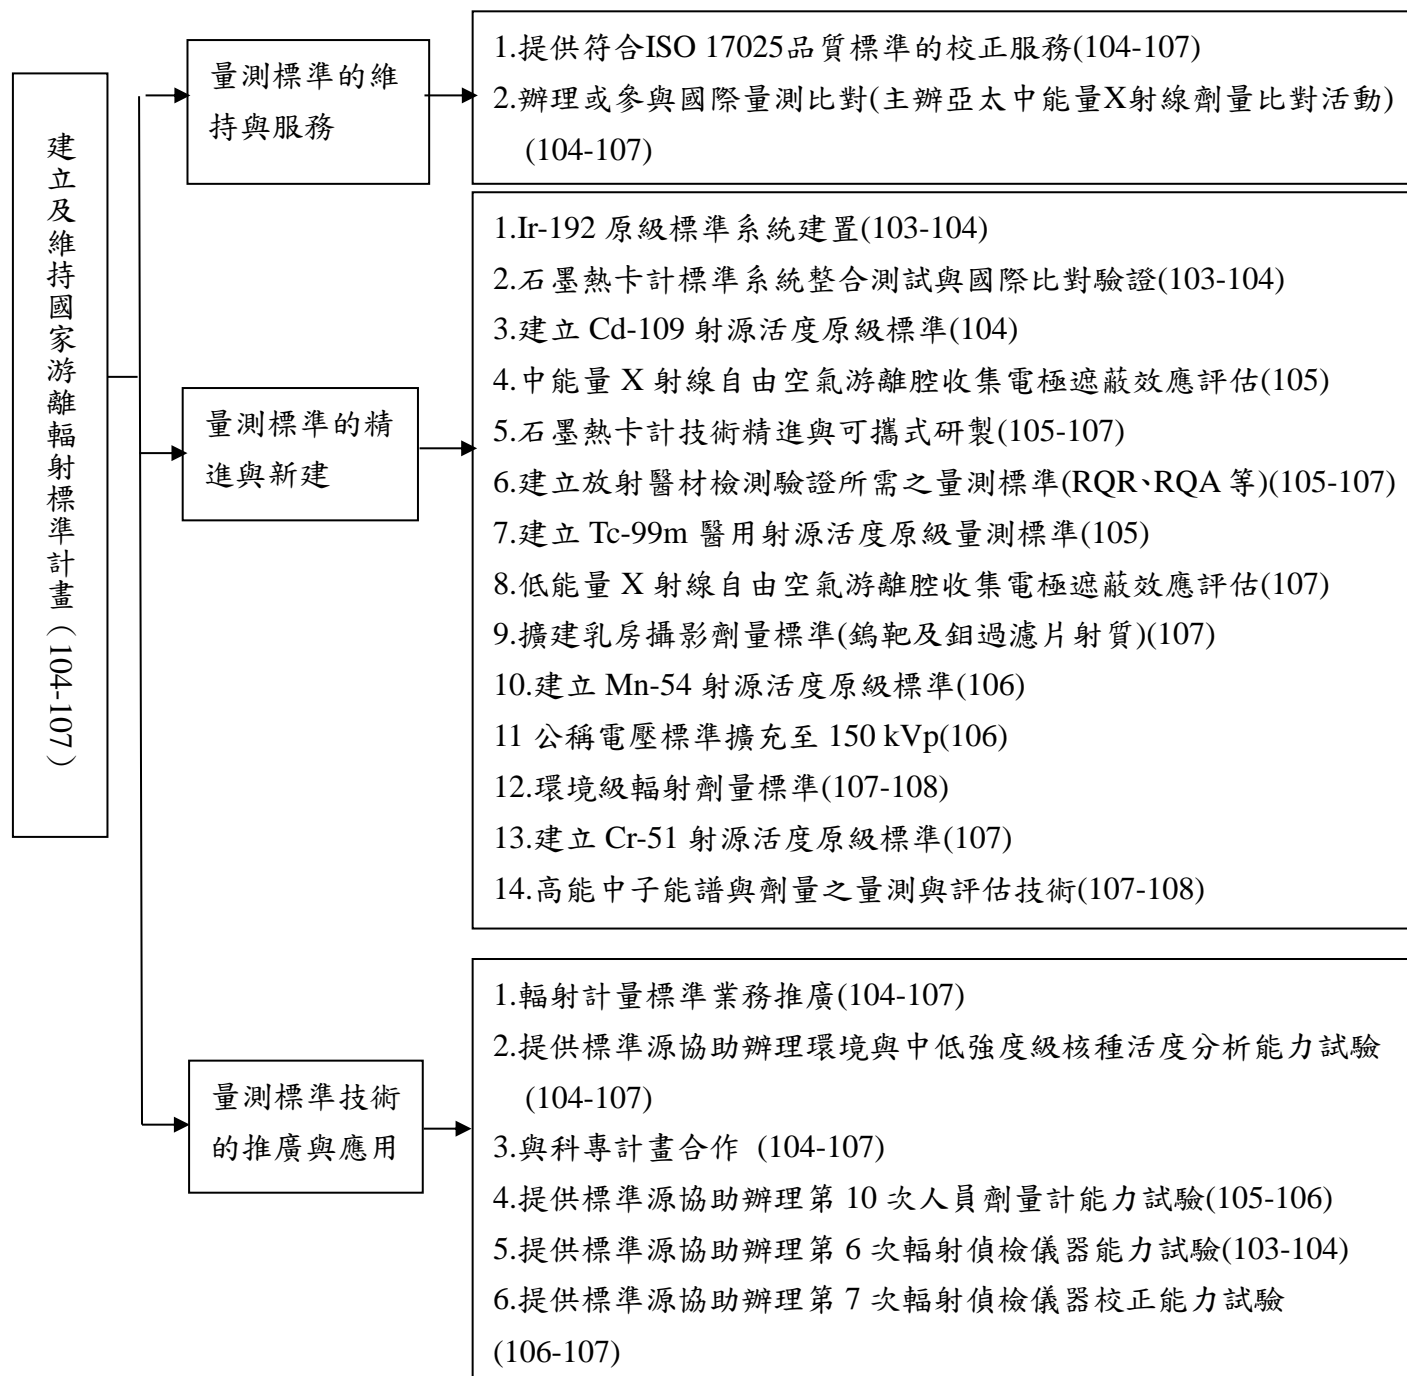 建立及維持國家游離輻射標準計畫(104-107)
量測標準的維
持與服務
1.提供符合ISO 17025品質標準的校正服務(104-107)
2.辦理或參與國際量測比對(主辦亞太中能量X射線劑量比對活動)
(104-107)
量測標準的精
進與新建
1.Ir-192 原級標準系統建置(103-104)
2.石墨熱卡計標準系統整合測試與國際比對驗證(103-104)
3.建立 Cd-109 射源活度原級標準(104)
4.中能量 X 射線自由空氣游離腔收集電極遮蔽效應評估(105)
5.石墨熱卡計技術精進與可攜式研製(105-107)
6.建立放射醫材檢測驗證所需之量測標準(RQR、RQA 等)(105-107)
7.建立 Tc-99m 醫用射源活度原級量測標準(105)
8.低能量 X 射線自由空氣游離腔收集電極遮蔽效應評估(107)
9.擴建乳房攝影劑量標準(鎢靶及鉬過濾片射質)(107)
10.建立 Mn-54 射源活度原級標準(106)
11 公稱電壓標準擴充至 150 kVp(106)
12.環境級輻射劑量標準(107-108)
13.建立 Cr-51 射源活度原級標準(107)
14.高能中子能譜與劑量之量測與評估技術(107-108)
量測標準技術
的推廣與應用
1.輻射計量標準業務推廣(104-107)
2.提供標準源協助辦理環境與中低強度級核種活度分析能力試驗
(104-107)
3.與科專計畫合作 (104-107)
4.提供標準源協助辦理第 10 次人員劑量計能力試驗(105-106)
5.提供標準源協助辦理第 6 次輻射偵檢儀器能力試驗(103-104)
6.提供標準源協助辦理第 7 次輻射偵檢儀器校正能力試驗
(106-107)